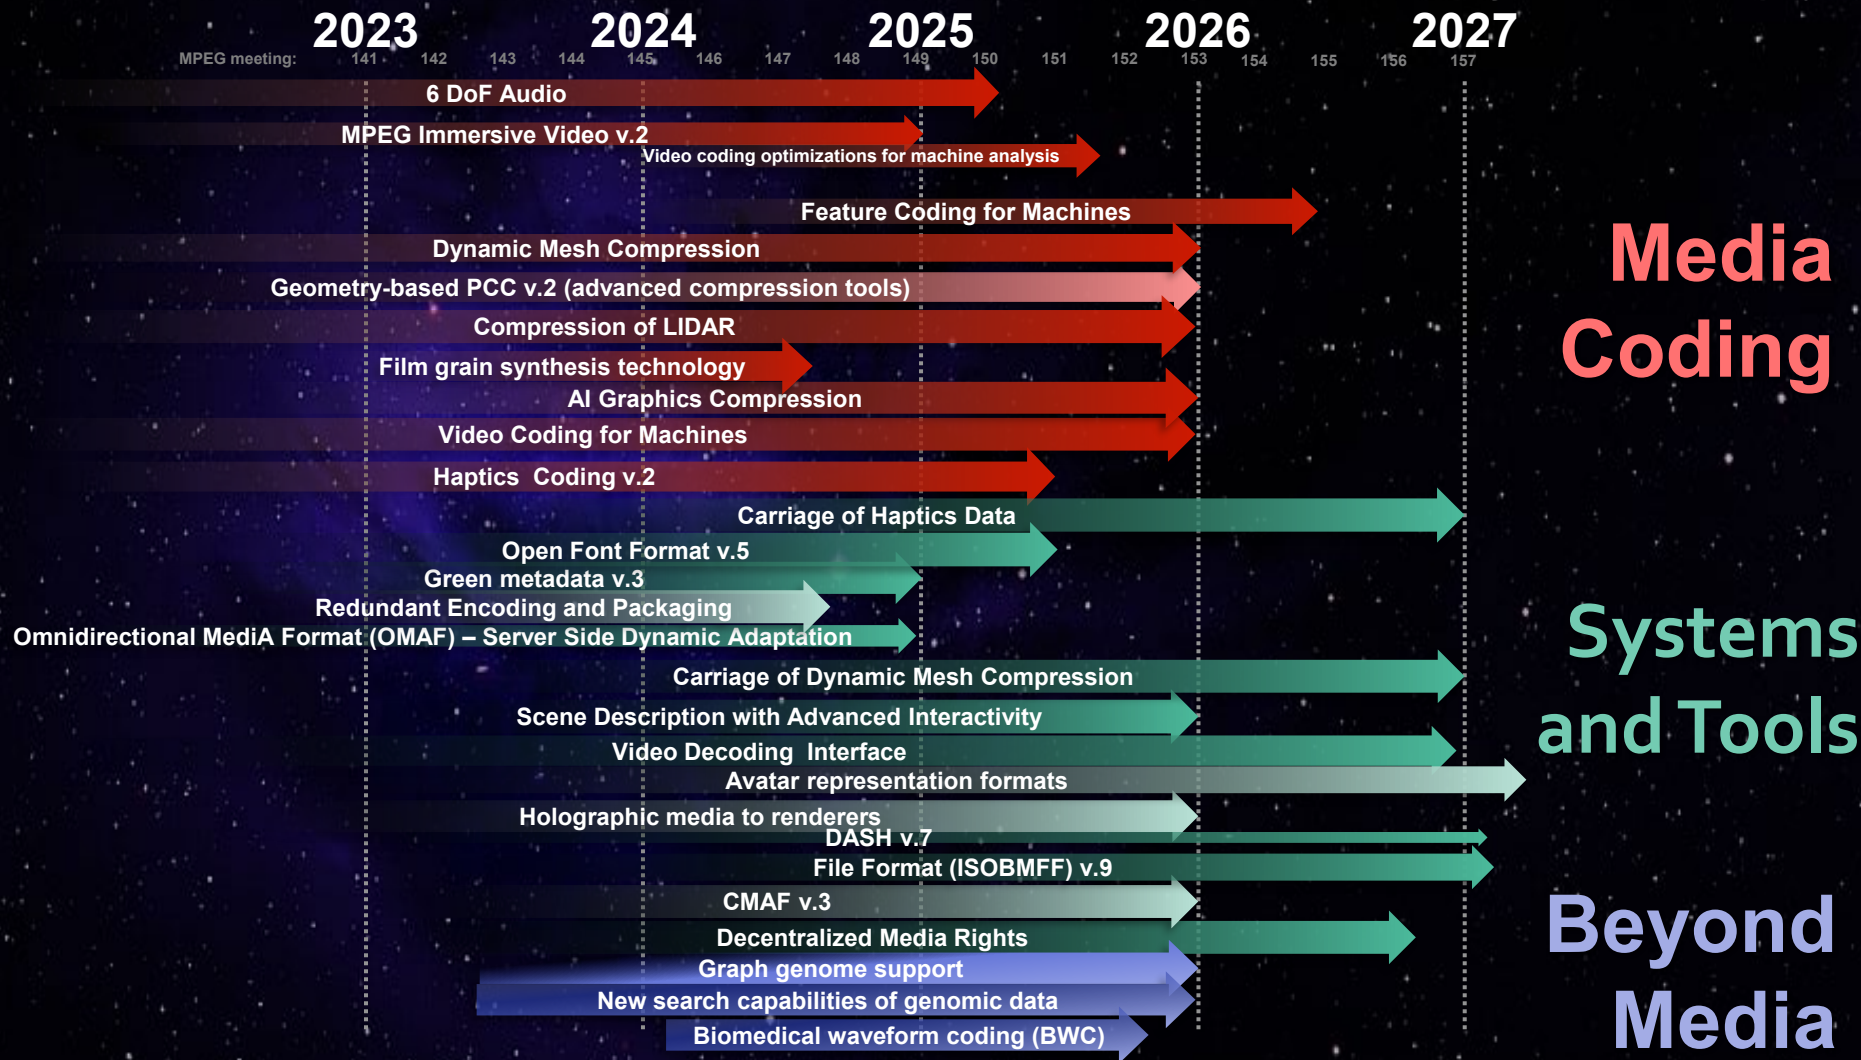 2023 2024 2025 2026 2027
MPEG meeting: 141 142 143 144 145 146 147 148 149 150 151 152 153 154 155 156 157
6 DoF Audio
MPEG Immersive Video v.2
Video coding optimizations for machine analysis
Feature Coding for Machines
Dynamic Mesh Compression
Geometry-based PCC v.2 (advanced compression tools)
Compression of LIDAR
Film grain synthesis technology
AI Graphics Compression
Video Coding for Machines
Haptics  Coding v.2
Media
Coding
Carriage of Haptics Data
Open Font Format v.5
Green metadata v.3
Redundant Encoding and Packaging
Omnidirectional MediA Format (OMAF) – Server Side Dynamic Adaptation
Carriage of Dynamic Mesh Compression
Scene Description with Advanced Interactivity
Video Decoding  Interface
Avatar representation formats
Holographic media to renderers
DASH v.7
File Format (ISOBMFF) v.9
CMAF v.3
Decentralized Media Rights
Systems
and Tools
Graph genome support
New search capabilities of genomic data
Biomedical waveform coding (BWC)
Beyond
Media